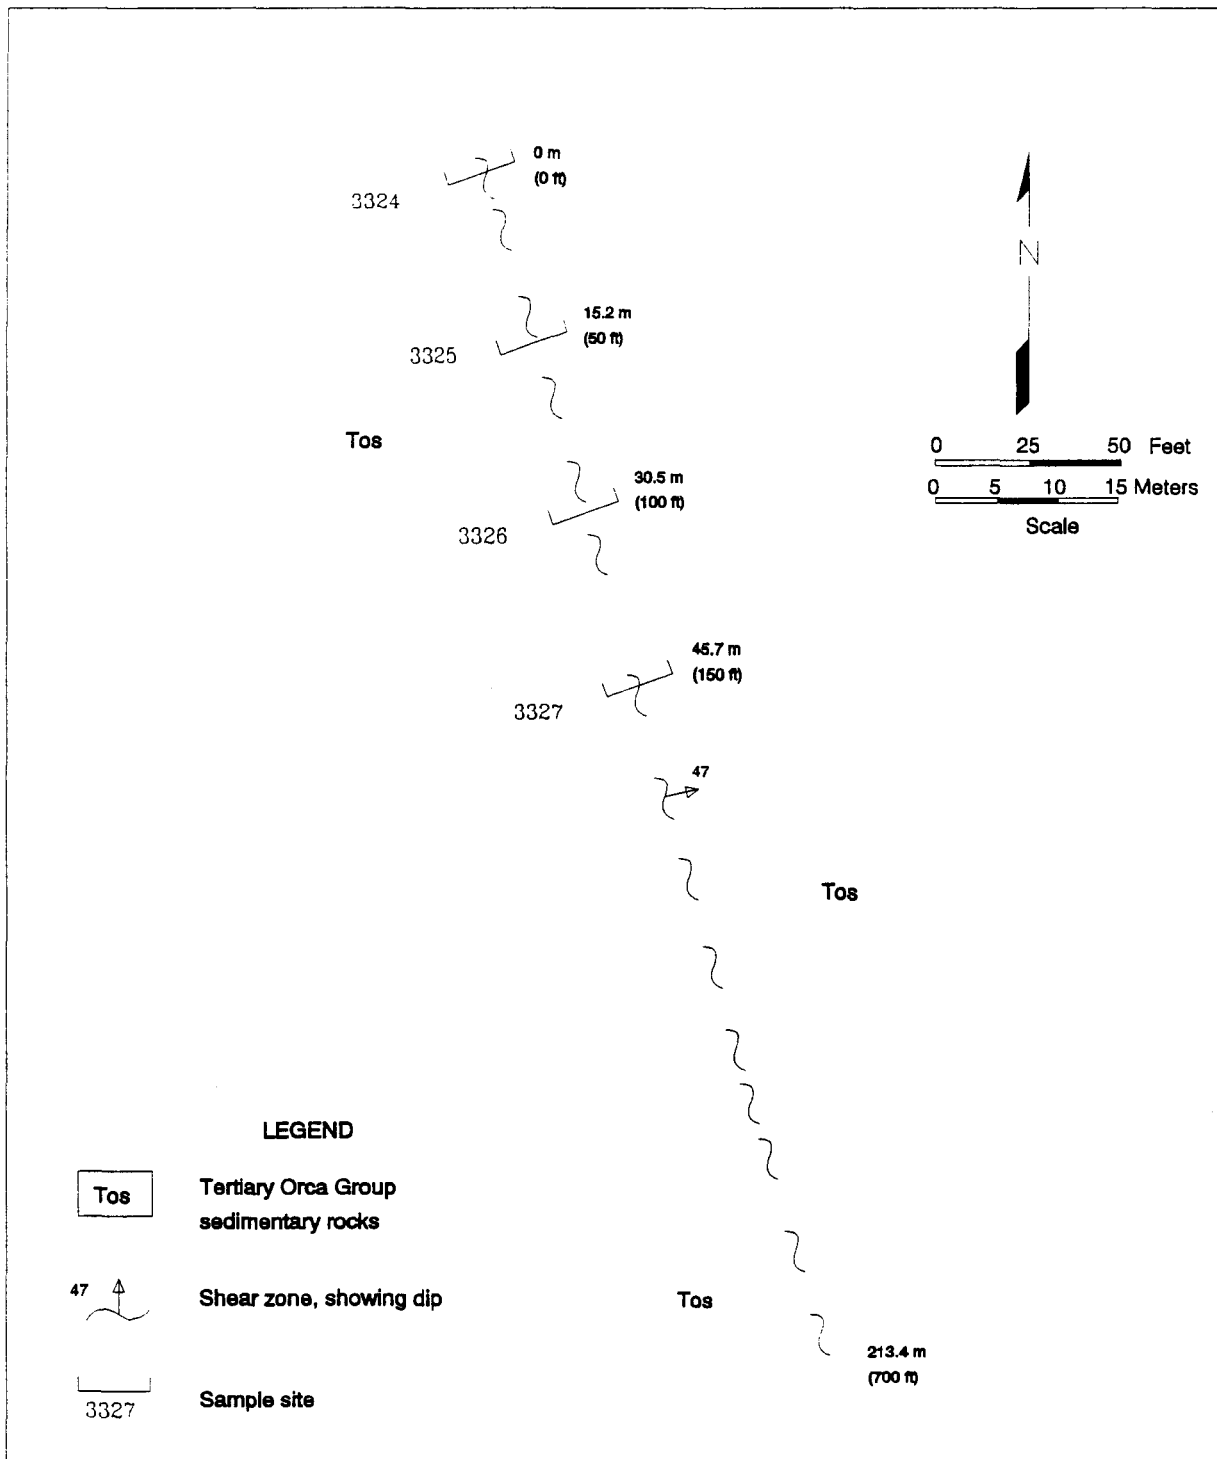 0 m
(0 ft)
3324
N
15.2 m
(50 ft)
3325
Tos
0 25 50 Feet
0 5 10 15 Meters
Scale
30.5 m
(100 ft)
3326
45.7 m
(150 ft)
3327
47
Tos
LEGEND
Tos
Tertiary Orca Group
sedimentary rocks
47
Shear zone, showing dip
Tos
213.4 m
(700 ft)
3327
Sample site